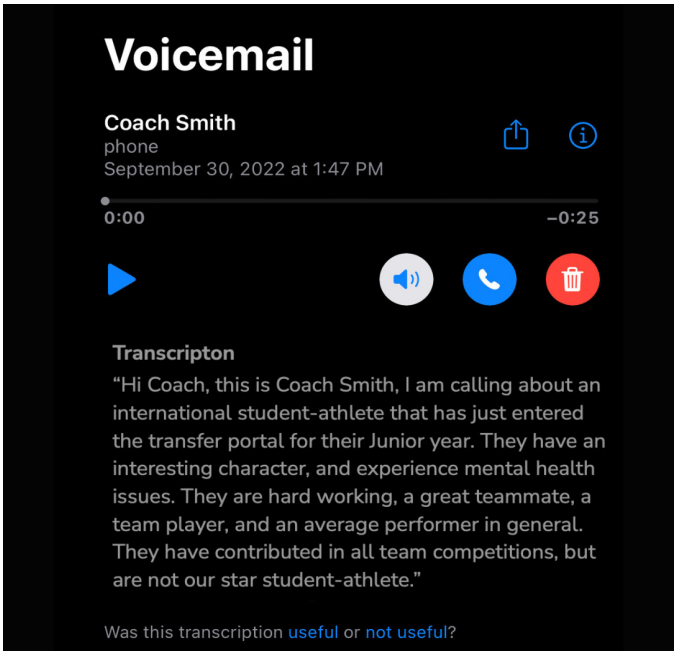 Voicemail
Coach Smith
phone
September 30, 2022 at 1:47 PM
0:00 −0:25
Transcripton
“Hi Coach, this is Coach Smith, I am calling about an
international student-athlete that has just entered
the transfer portal for their Junior year. They have an
interesting character, and experience mental health
issues. They are hard working, a great teammate, a
team player, and an average performer in general.
They have contributed in all team competitions, but
are not our star student-athlete.”
Was this transcription useful or not useful?